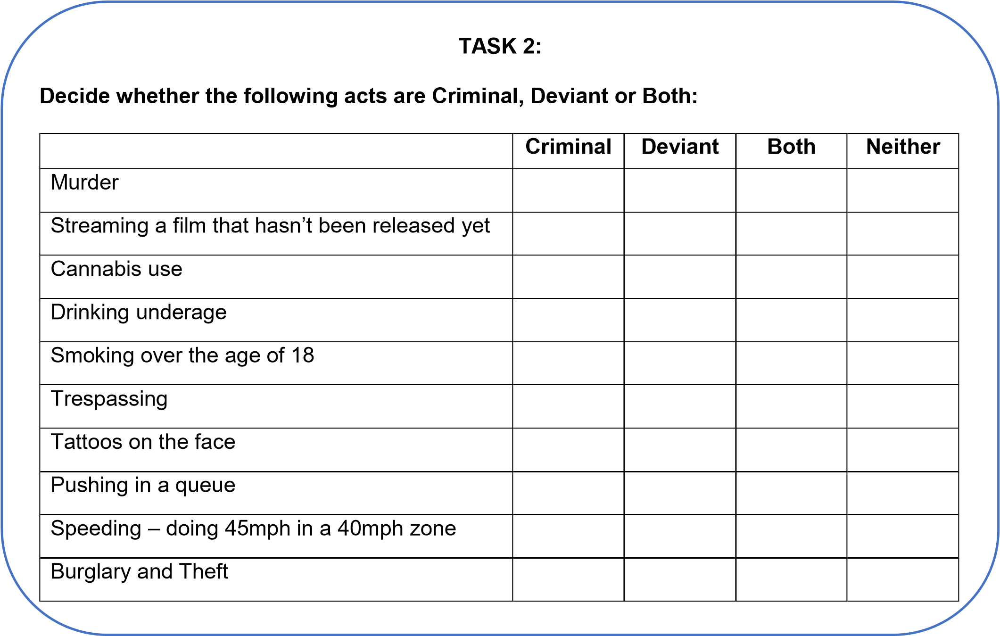 TASK 2:
Decide whether the following acts are Criminal, Deviant or Both:
Criminal Deviant Both Neither
Murder
Streaming a film that hasn’t been released yet
Cannabis use
Drinking underage
Smoking over the age of 18
Trespassing
Tattoos on the face
Pushing in a queue
Speeding – doing 45mph in a 40mph zone
Burglary and Theft